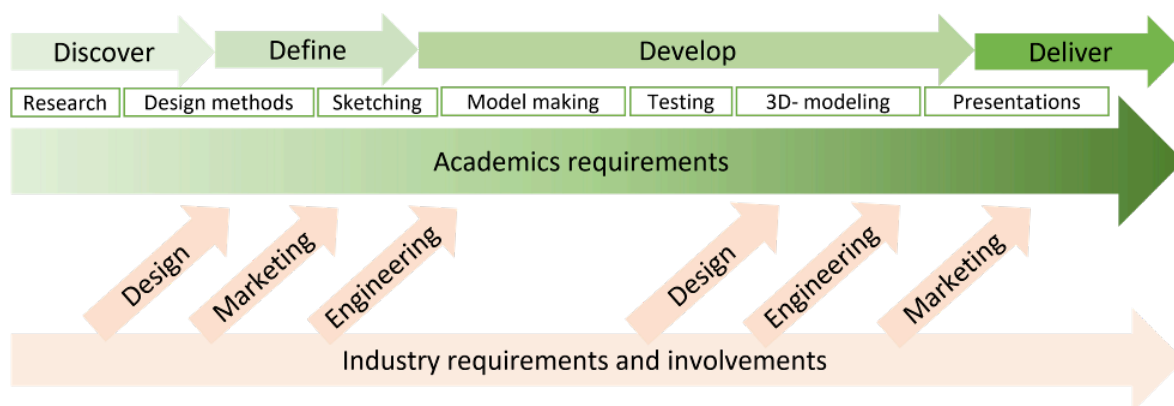 Discover
Define
Develop
Deliver
Research
Design methods
Sketching
Model making
Testing
3D- modeling
Presentations
Academics requirements
Design
Marketing
Engineering
Design
Engineering
Marketing
Industry requirements and involvements